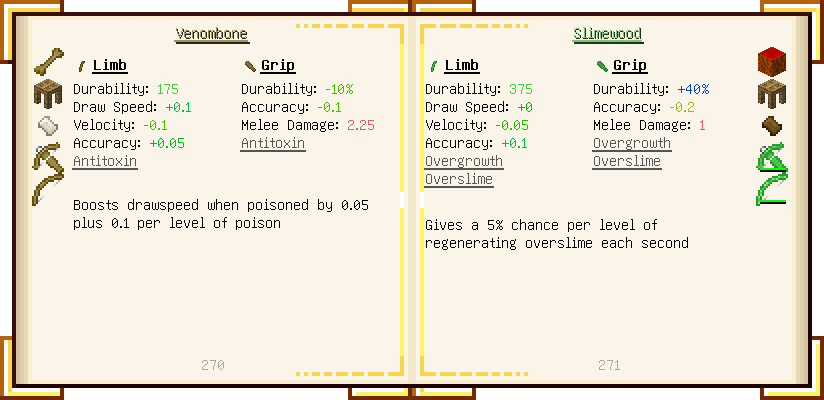 Venombone
Limb
Durability: 175
Draw Speed: +0.1
Velocity: -0.1
Accuracy: +0.05
Antitoxin
Grip
Durability: -10%
Accuracy: -0.1
Melee Damage: 2.25
Antitoxin
Boosts drawspeed when poisoned by 0.05
plus 0.1 per level of poison
270
Slimewood
Limb
Durability: 375
Draw Speed: +0
Velocity: -0.05
Accuracy: +0.1
Overgrowth
Overslime
Grip
Durability: +40%
Accuracy: -0.2
Melee Damage: 1
Overgrowth
Overslime
Gives a 5% chance per level of
regenerating overslime each second
271